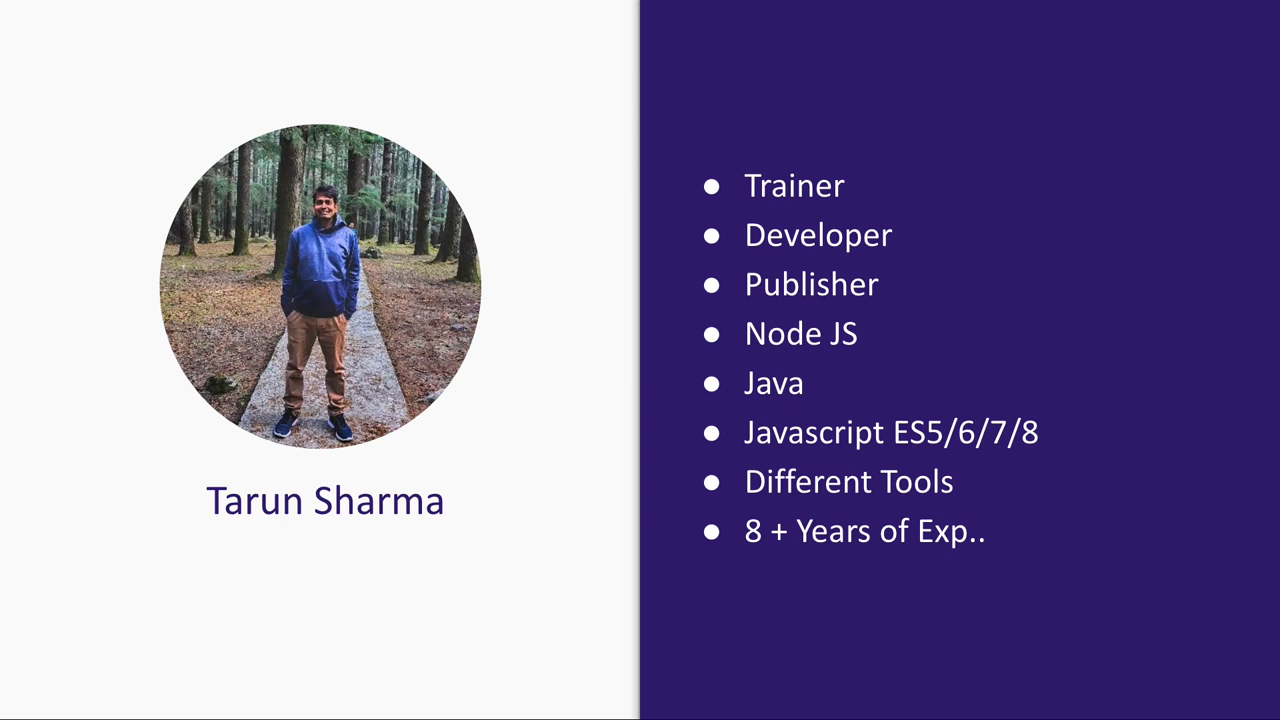 Tarun Sharma
● Trainer
● Developer
● Publisher
● Node JS
● Java
● Javascript ES5/6/7/8
● Different Tools
● 8 + Years of Exp..